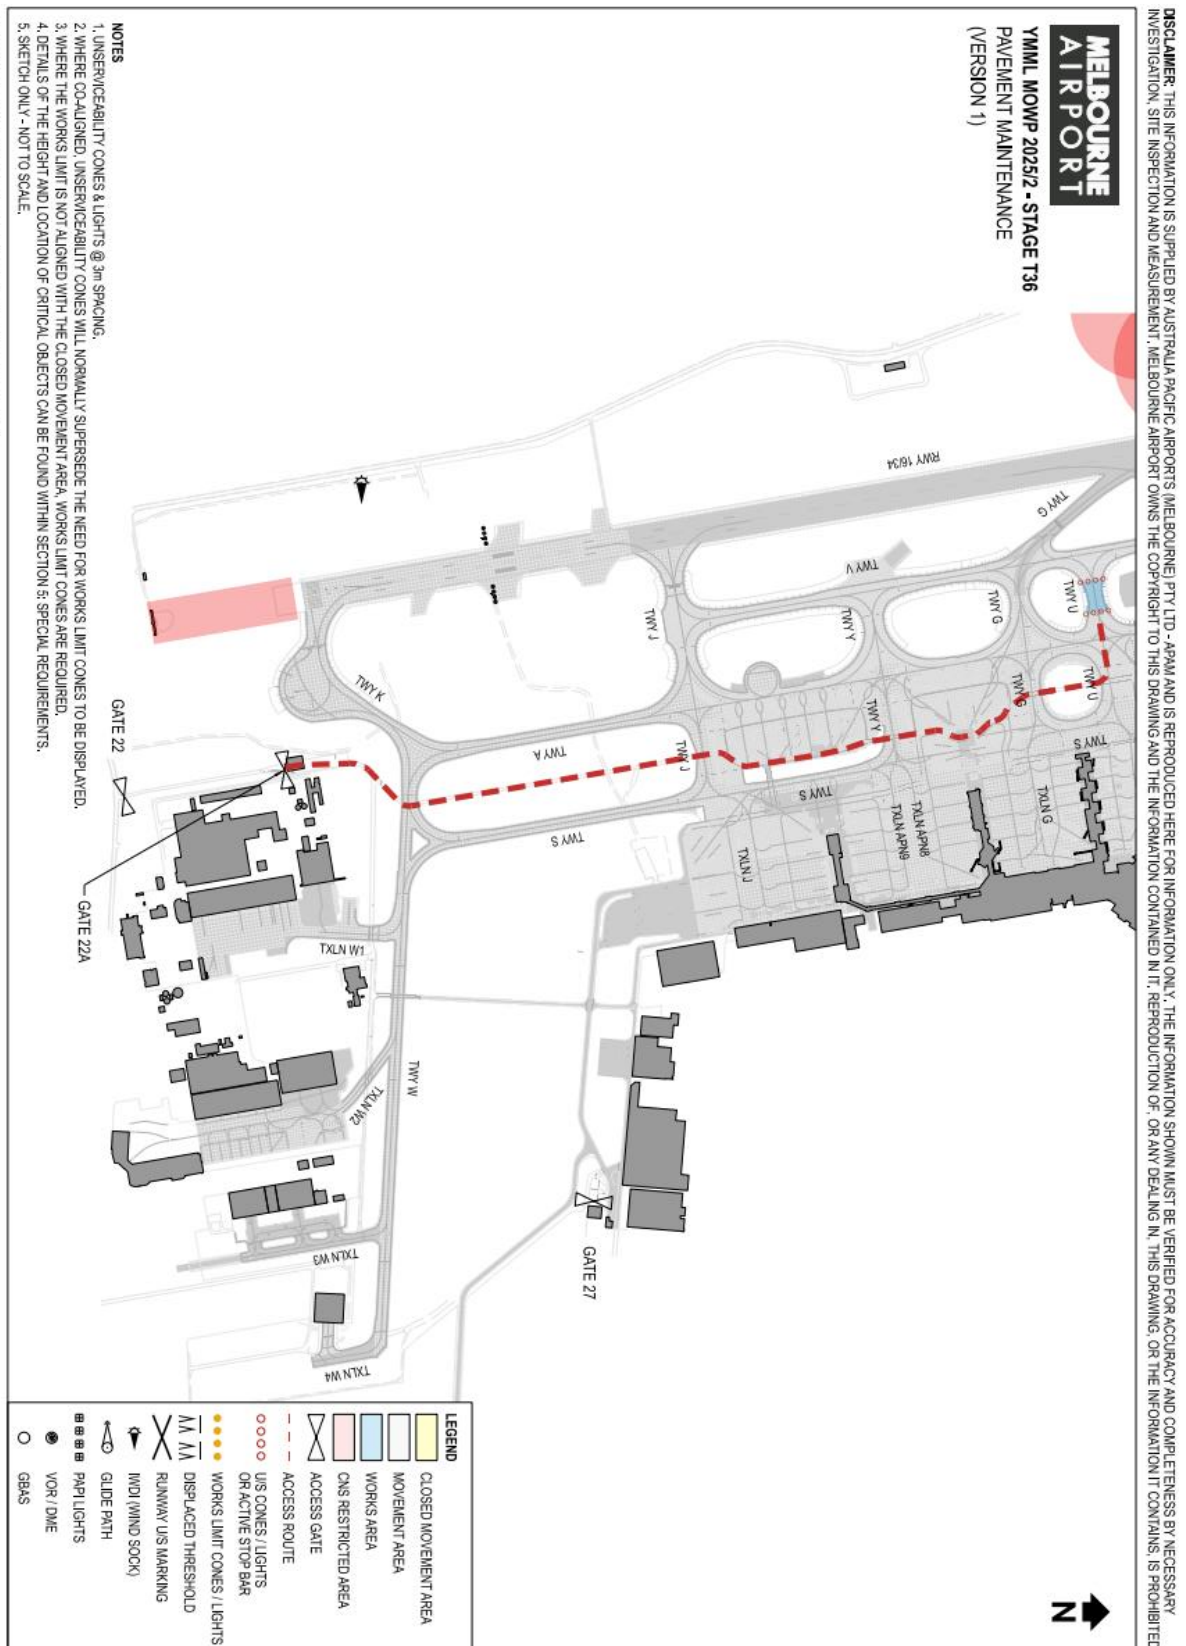 DISCLAIMER: THIS INFORMATION IS SUPPLIED BY AUSTRALIA PACIFIC AIRPORTS (MELBOURNE) PTY LTD - APAM AND IS REPRODUCED HERE FOR INFORMATION ONLY. THE INFORMATION SHOWN MUST BE VERIFIED FOR ACCURACY AND COMPLETENESS BY NECESSARY
INVESTIGATION, SITE INSPECTION AND MEASUREMENT. MELBOURNE AIRPORT OWNS THE COPYRIGHT TO THIS DRAWING AND THE INFORMATION CONTAINED IN IT. REPRODUCTION OF, OR ANY DEALING IN, THIS DRAWING, OR THE INFORMATION IT CONTAINS, IS PROHIBITED
MELBOURNE
AIRPORT
YMML MOWP 2025/2 - STAGE T36
PAVEMENT MAINTENANCE
(VERSION 1)
RWY 16/34
TWY G
TWY V
TWY U
TWY G
TWY Y
TWY J
TWY U
TWY G
TWY Y
TWY K
TWY A
TWY J
TWY S
TWY S
TWY S
TXLN G
TXLN APN8
TXLN APN9
TXLN J
GATE 22
GATE 22A
TXLN W1
TWY W
TXLN W2
TXLN W3
TXLN W4
GATE 27
NOTES
1. UNSERVICEABILITY CONES & LIGHTS @ 3m SPACING.
2. WHERE CO-ALIGNED, UNSERVICEABILITY CONES WILL NORMALLY SUPERSEDE THE NEED FOR WORKS LIMIT CONES TO BE DISPLAYED.
3. WHERE THE WORKS LIMIT IS NOT ALIGNED WITH THE CLOSED MOVEMENT AREA, WORKS LIMIT CONES ARE REQUIRED.
4. DETAILS OF THE HEIGHT AND LOCATION OF CRITICAL OBJECTS CAN BE FOUND WITHIN SECTION 5: SPECIAL REQUIREMENTS.
5. SKETCH ONLY - NOT TO SCALE.
LEGEND
CLOSED MOVEMENT AREA
MOVEMENT AREA
WORKS AREA
CNS RESTRICTED AREA
ACCESS GATE
ACCESS ROUTE
U/S CONES / LIGHTS
OR ACTIVE STOP BAR
WORKS LIMIT CONES / LIGHTS
DISPLACED THRESHOLD
RUNWAY U/S MARKING
IWDI (WIND SOCK)
GLIDE PATH
PAPI LIGHTS
VOR / DME
GBAS
N